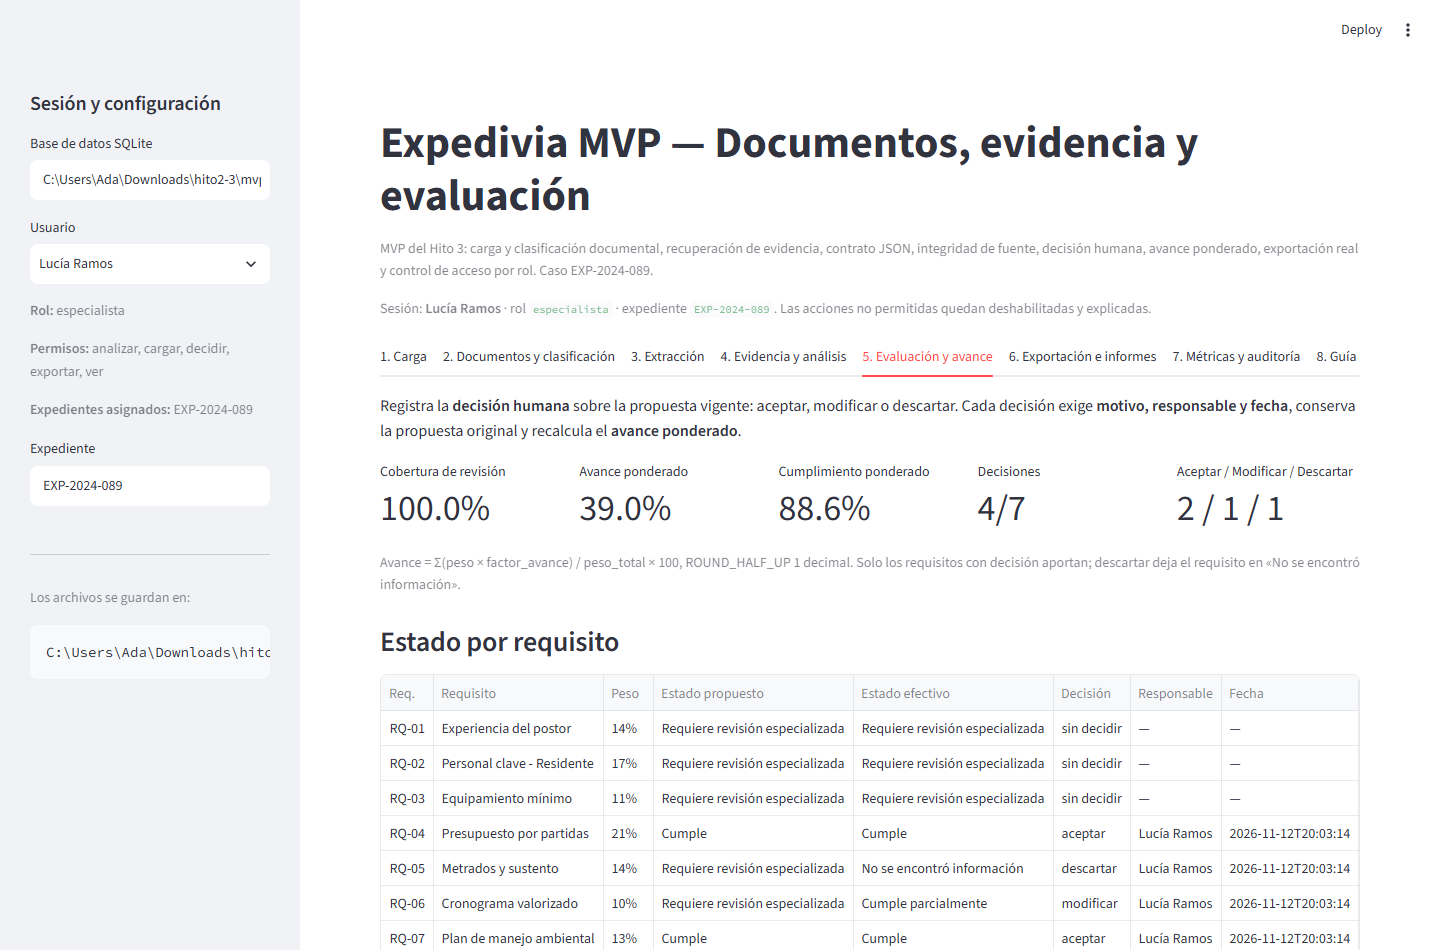 Deploy
Sesión y configuración
Base de datos SQLite
C:\Users\Ada\Downloads\hito2-3\mvp
Usuario
Lucía Ramos
Rol: especialista
Permisos: analizar, cargar, decidir,
exportar, ver
Expedientes asignados: EXP-2024-089
Expediente
EXP-2024-089
Los archivos se guardan en:
C:\Users\Ada\Downloads\hito
Expedivia MVP — Documentos, evidencia y
evaluación
MVP del Hito 3: carga y clasificación documental, recuperación de evidencia, contrato JSON, integridad de fuente, decisión humana, avance ponderado, exportación real
y control de acceso por rol. Caso EXP-2024-089.
Sesión: Lucía Ramos · rol especialista · expediente EXP-2024-089 . Las acciones no permitidas quedan deshabilitadas y explicadas.
1. Carga 2. Documentos y clasificación 3. Extracción 4. Evidencia y análisis 5. Evaluación y avance 6. Exportación e informes 7. Métricas y auditoría 8. Guía
Registra la decisión humana sobre la propuesta vigente: aceptar, modificar o descartar. Cada decisión exige motivo, responsable y fecha, conserva
la propuesta original y recalcula el avance ponderado.
Cobertura de revisión Avance ponderado Cumplimiento ponderado Decisiones Aceptar / Modificar / Descartar
100.0% 39.0% 88.6% 4/7 2 / 1 / 1
Avance = Σ(peso × factor_avance) / peso_total × 100, ROUND_HALF_UP 1 decimal. Solo los requisitos con decisión aportan; descartar deja el requisito en «No se encontró
información».
Estado por requisito
Req. Requisito Peso Estado propuesto Estado efectivo Decisión Responsable Fecha
RQ-01 Experiencia del postor 14% Requiere revisión especializada Requiere revisión especializada sin decidir — —
RQ-02 Personal clave - Residente 17% Requiere revisión especializada Requiere revisión especializada sin decidir — —
RQ-03 Equipamiento mínimo 11% Requiere revisión especializada Requiere revisión especializada sin decidir — —
RQ-04 Presupuesto por partidas 21% Cumple Cumple aceptar Lucía Ramos 2026-11-12T20:03:14
RQ-05 Metrados y sustento 14% Requiere revisión especializada No se encontró información descartar Lucía Ramos 2026-11-12T20:03:14
RQ-06 Cronograma valorizado 10% Requiere revisión especializada Cumple parcialmente modificar Lucía Ramos 2026-11-12T20:03:14
RQ-07 Plan de manejo ambiental 13% Cumple Cumple aceptar Lucía Ramos 2026-11-12T20:03:14